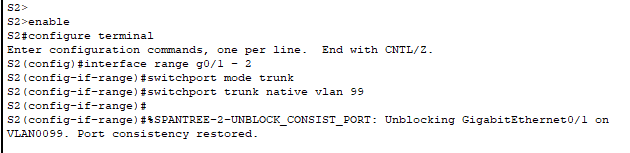 S2>
S2>enable
S2#configure terminal
Enter configuration commands, one per line.  End with CNTL/Z.
S2(config)#interface range g0/1 - 2
S2(config-if-range)#switchport mode trunk
S2(config-if-range)#switchport trunk native vlan 99
S2(config-if-range)#
S2(config-if-range)#%SPANTREE-2-UNBLOCK_CONSIST_PORT: Unblocking GigabitEthernet0/1 on
VLAN0099. Port consistency restored.